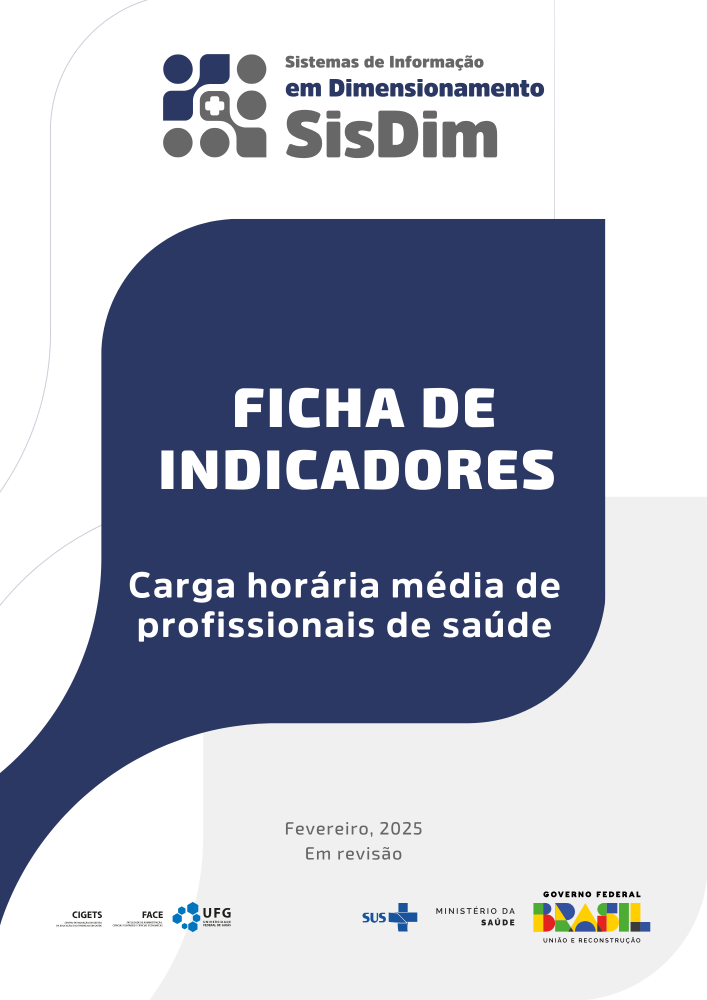 Sistemas de Informação
em Dimensionamento
SisDim
FICHA DE
INDICADORES
Carga horária média de
profissionais de saúde
Fevereiro, 2025
Em revisão
CIGETS
CENTRO DE INOVAÇÃO EM GESTÃO
DA EDUCAÇÃO E DO TRABALHO EM SAÚDE
FACE
FACULDADE DE ADMINISTRAÇÃO,
CIÊNCIAS CONTÁBEIS E CIÊNCIAS ECONÔMICAS
UFG
UNIVERSIDADE
FEDERAL DE GOIÁS
SUS
MINISTÉRIO DA
SAÚDE
GOVERNO FEDERAL
BRASIL
UNIÃO E RECONSTRUÇÃO